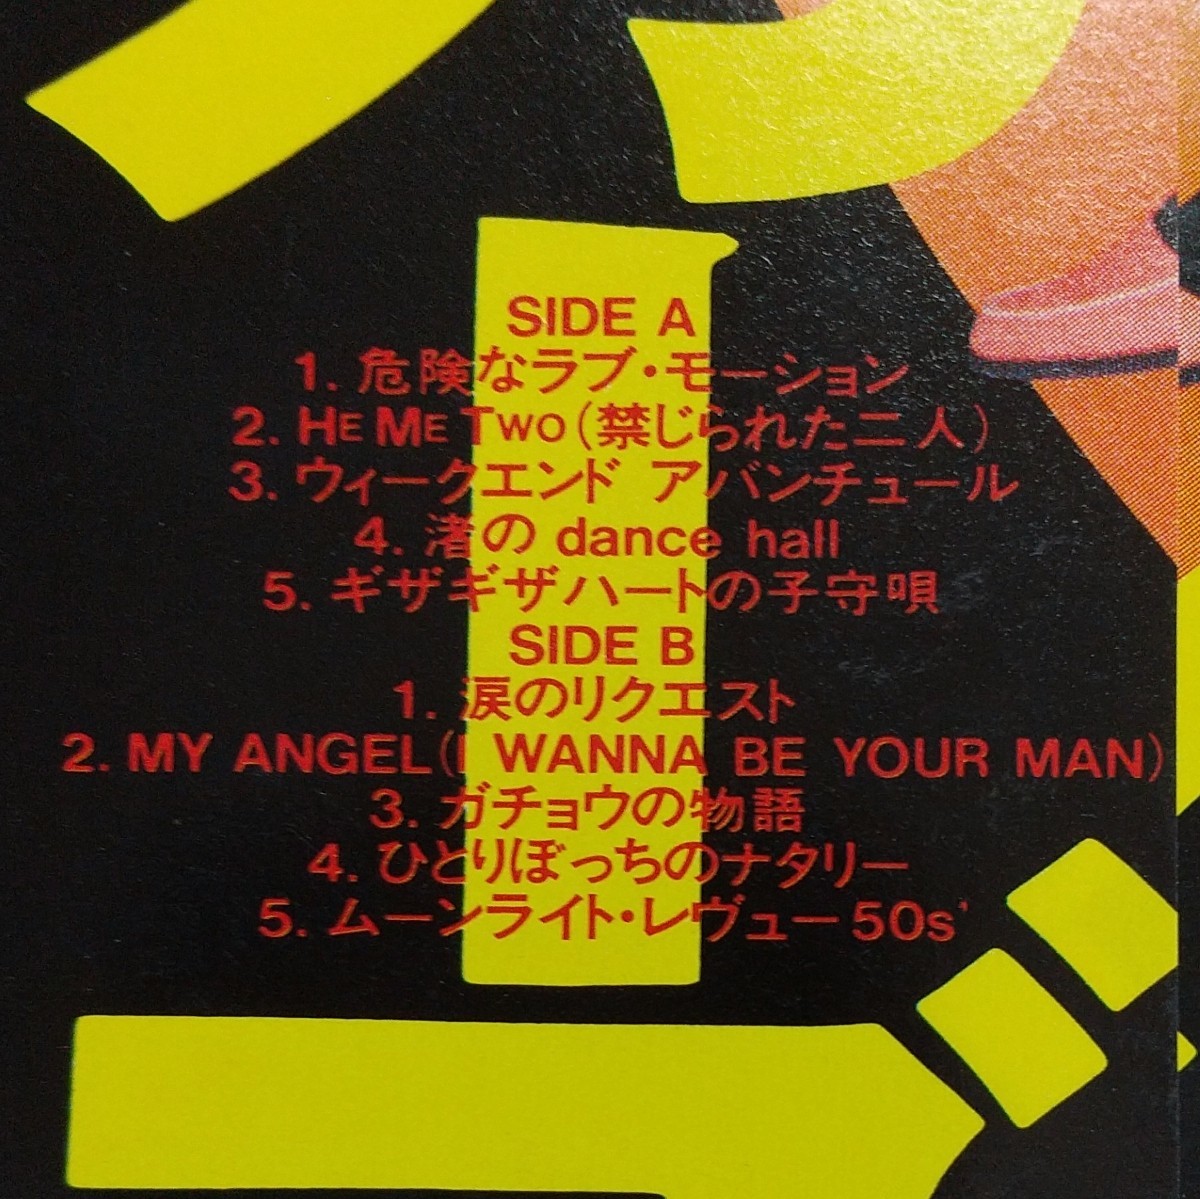 SIDE A
1. 危険なラブ・モーション
2. HE ME TWO (禁じられた二人)
3. ウィークエンド アバンチュール
4. 渚の dance hall
5. ギザギザハートの子守唄
SIDE B
1. 涙のリクエスト
2. MY ANGEL (I WANNA BE YOUR MAN)
3. ガチョウの物語
4. ひとりぼっちのナタリー
5. ムーンライト・レヴュー50s'